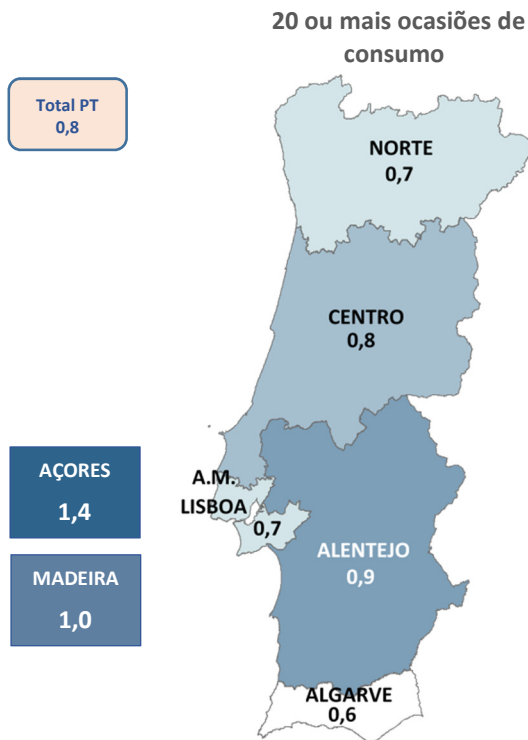 20 ou mais ocasiões de
consumo
Total PT
0,8
NORTE
0,7
CENTRO
0,8
AÇORES
1,4
A.M.
LISBOA
0,7
ALENTEJO
0,9
MADEIRA
1,0
ALGARVE
0,6